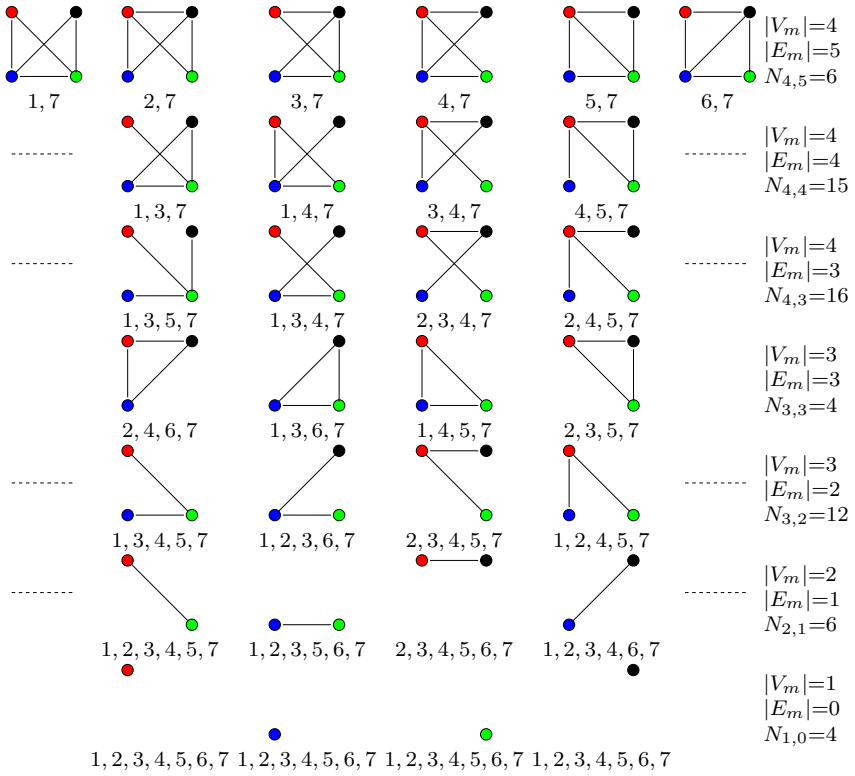 1, 7
2, 7
3, 7
4, 7
5, 7
6, 7
|V_m|=4
|E_m|=5
N_{4,5}=6
1, 3, 7
1, 4, 7
3, 4, 7
4, 5, 7
|V_m|=4
|E_m|=4
N_{4,4}=15
1, 3, 5, 7
1, 3, 4, 7
2, 3, 4, 7
2, 4, 5, 7
|V_m|=4
|E_m|=3
N_{4,3}=16
2, 4, 6, 7
1, 3, 6, 7
1, 4, 5, 7
2, 3, 5, 7
|V_m|=3
|E_m|=3
N_{3,3}=4
1, 3, 4, 5, 7
1, 2, 3, 6, 7
2, 3, 4, 5, 7
1, 2, 4, 5, 7
|V_m|=3
|E_m|=2
N_{3,2}=12
1, 2, 3, 4, 5, 7
1, 2, 3, 5, 6, 7
2, 3, 4, 5, 6, 7
1, 2, 3, 4, 6, 7
|V_m|=2
|E_m|=1
N_{2,1}=6
1, 2, 3, 4, 5, 6, 7
1, 2, 3, 4, 5, 6, 7
1, 2, 3, 4, 5, 6, 7
1, 2, 3, 4, 5, 6, 7
|V_m|=1
|E_m|=0
N_{1,0}=4